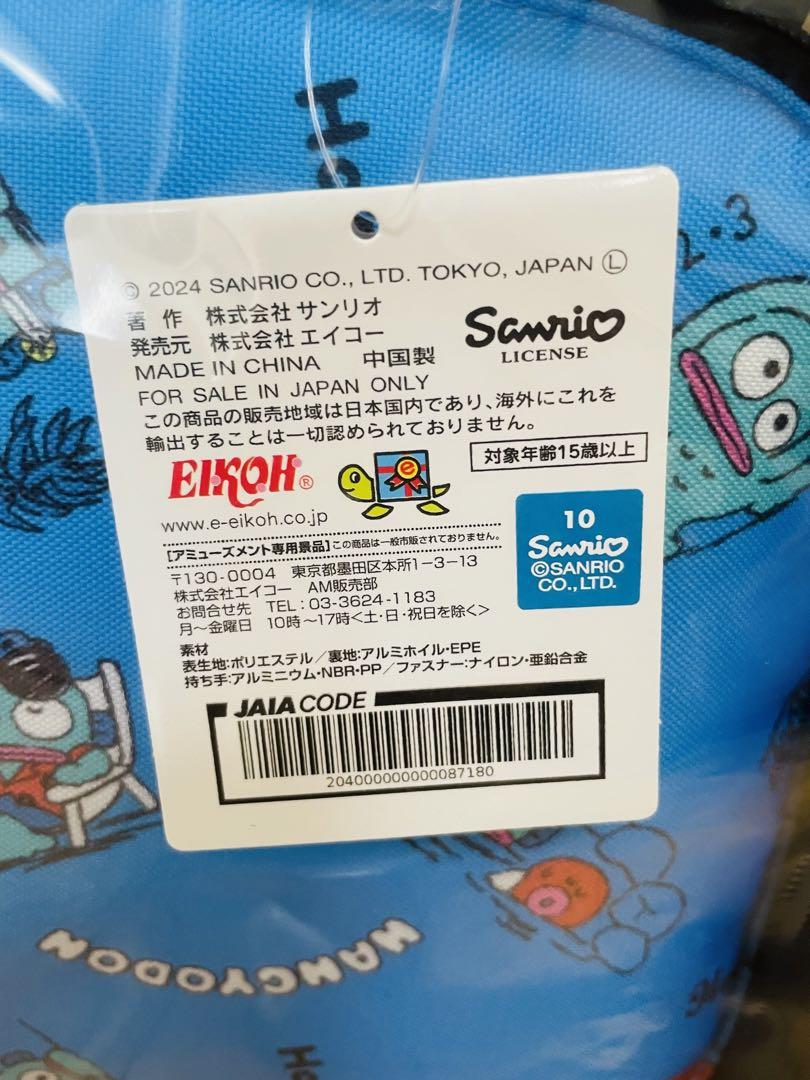 © 2024 SANRIO CO., LTD. TOKYO, JAPAN Ⓛ
著 作 株式会社 サンリオ
発売元 株式会社 エイコー
MADE IN CHINA 中国製
FOR SALE IN JAPAN ONLY
Sanrio
LICENSE
この商品の販売地域は日本国内であり、海外にこれを
輸出することは一切認められておりません。
対象年齢15歳以上
EIKOH®
e
www.e-eikoh.co.jp
10
Sanrio
©SANRIO
CO., LTD.
【アミューズメント専用景品】この商品は一般市販されておりません。
〒130-0004 東京都墨田区本所1-3-13
株式会社 エイコー AM販売部
お問合せ先 TEL:03-3624-1183
月〜金曜日 10時〜17時<土・日・祝日を除く>
素材
表生地:ポリエステル/裏地:アルミホイル・EPE
持ち手:アルミニウム・NBR・PP/ファスナー:ナイロン・亜鉛合金
JAIA CODE
2040000000000087180
HANGYODON
Ha
2・3
Ha